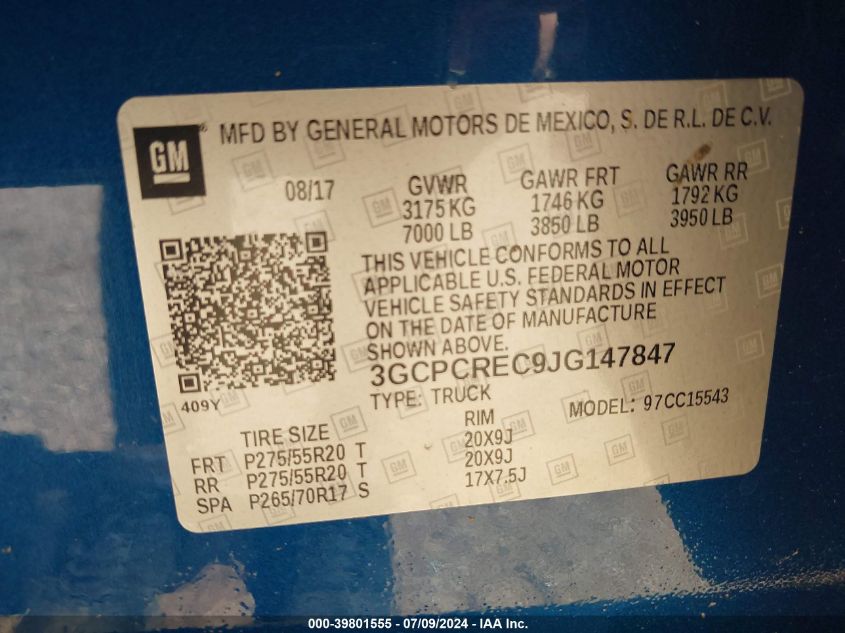 GM
® MFD BY GENERAL MOTORS DE MEXICO, S. DE R.L. DE C.V.
08/17
GVWR
3175 KG
7000 LB
GAWR FRT
1746 KG
3850 LB
GAWR RR
1792 KG
3950 LB
THIS VEHICLE CONFORMS TO ALL
APPLICABLE U.S. FEDERAL MOTOR
VEHICLE SAFETY STANDARDS IN EFFECT
ON THE DATE OF MANUFACTURE
SHOWN ABOVE.
3GCPCREC9JG147847
409Y
TYPE: TRUCK
MODEL: 97CC15543
TIRE SIZE RIM
FRT P275/55R20 T 20X9J
RR P275/55R20 T 20X9J
SPA P265/70R17 S 17X7.5J
000-39801555 - 07/09/2024 - IAA Inc.